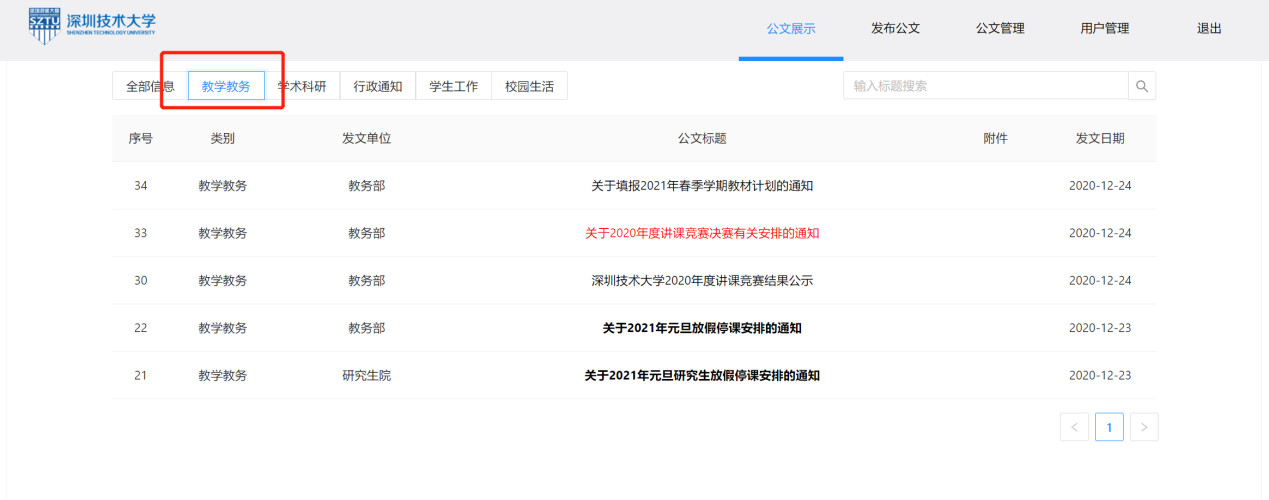 深圳技术大学
SHENZHEN TECHNOLOGY UNIVERSITY
SZTU
公文展示 发布公文 公文管理 用户管理 退出
全部信息 教学教务 学术科研 行政通知 学生工作 校园生活 输入标题搜索
序号 类别 发文单位 公文标题 附件 发文日期
34 教学教务 教务部 关于填报2021年春季学期教材计划的通知 2020-12-24
33 教学教务 教务部 关于2020年度讲课竞赛决赛有关安排的通知 2020-12-24
30 教学教务 教务部 深圳技术大学2020年度讲课竞赛结果公示 2020-12-24
22 教学教务 教务部 关于2021年元旦放假停课安排的通知 2020-12-23
21 教学教务 研究生院 关于2021年元旦研究生放假停课安排的通知 2020-12-23
< 1 >